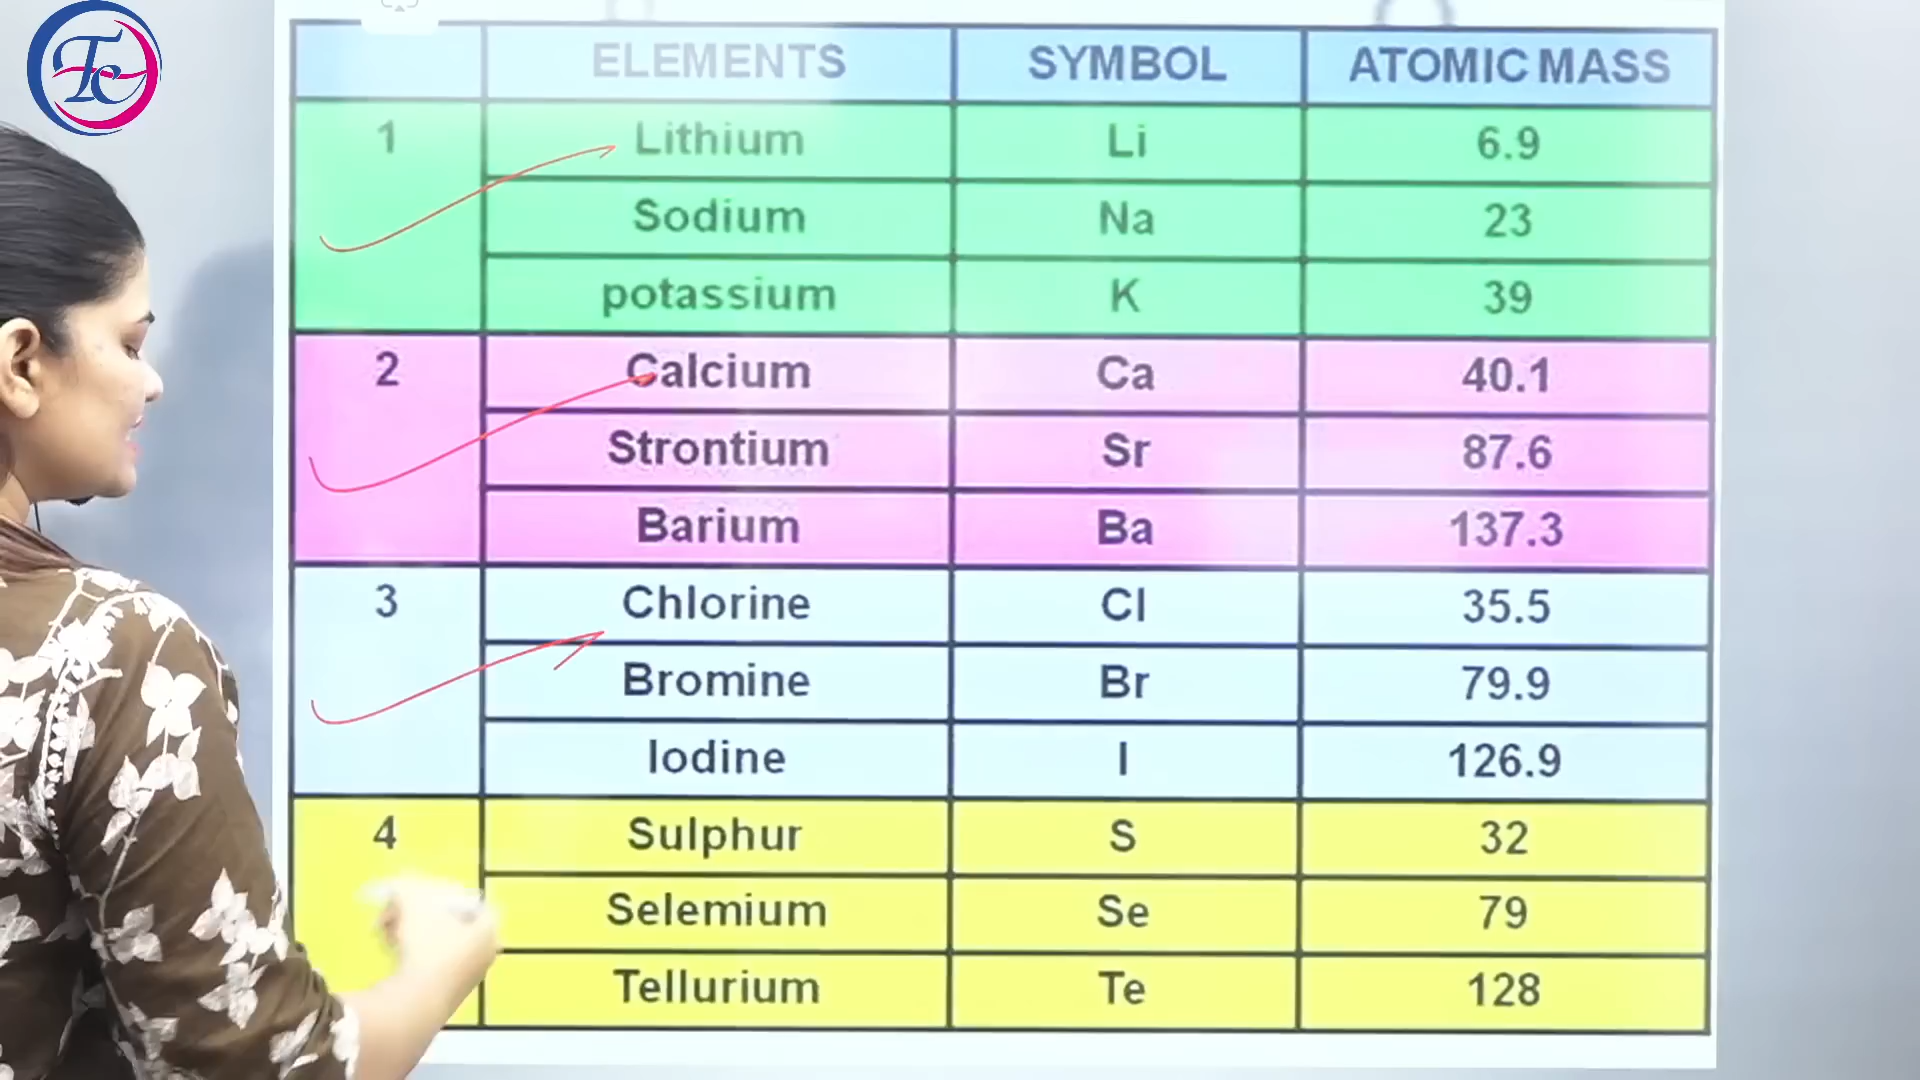 Tc
ELEMENTS SYMBOL ATOMIC MASS
1 Lithium Li 6.9
Sodium Na 23
potassium K 39
2 Calcium Ca 40.1
Strontium Sr 87.6
Barium Ba 137.3
3 Chlorine Cl 35.5
Bromine Br 79.9
Iodine I 126.9
4 Sulphur S 32
Selemium Se 79
Tellurium Te 128